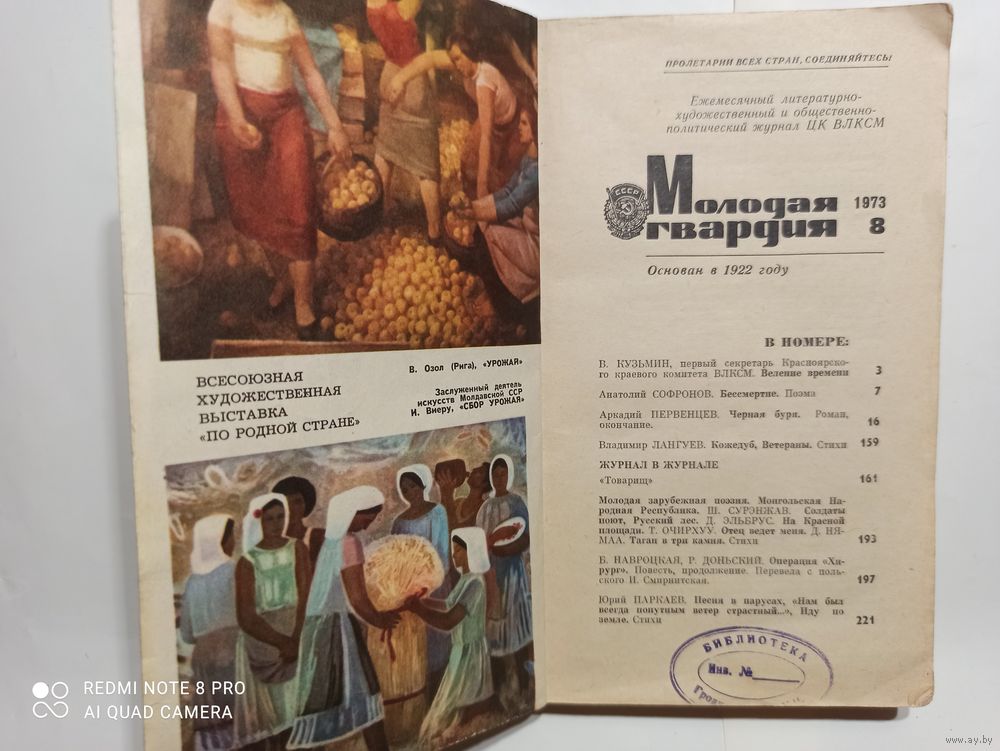 ВСЕСОЮЗНАЯ
ХУДОЖЕСТВЕННАЯ
ВЫСТАВКА
«ПО РОДНОЙ СТРАНЕ»
В. Озол (Рига), «УРОЖАЙ»
Заслуженный деятель
искусств Молдавской ССР
И. Виеру, «СБОР УРОЖАЯ»
REDMI NOTE 8 PRO
AI QUAD CAMERA
ПРОЛЕТАРИИ ВСЕХ СТРАН, СОЕДИНЯЙТЕСЬ
Ежемесячный литературно-
художественный и общественно-
политический журнал ЦК ВЛКСМ
СССР
Молодая 1973
гвардия 8
Основан в 1922 году
В НОМЕРЕ:
В. КУЗЬМИН, первый секретарь Красноярско-
го краевого комитета ВЛКСМ. Веление времени 3
Анатолий СОФРОНОВ. Бессмертие. Поэма 7
Аркадий ПЕРВЕНЦЕВ. Черная буря. Роман,
окончание. 16
Владимир ЛАНГУЕВ. Кожедуб, Ветераны. Стихи 159
ЖУРНАЛ В ЖУРНАЛЕ
«Товарищ» 161
Молодая зарубежная поэзия. Монгольская На-
родная Республика. Ш. СУРЭНЖАВ. Солдаты
поют, Русский лес. Д. ЭЛЬБРУС. На Красной
площади. Т. ОЧИРХУУ. Отец ведет меня. Д. НЯ-
МАА. Таган в три камня. Стихи 193
Б. НАВРОЦКАЯ, Р. ДОНЬСКИЙ. Операция «Хи-
рург». Повесть, продолжение. Перевела с поль-
ского И. Смирнитская. 197
Юрий ПАРКАЕВ. Песня в парусах, «Нам был
всегда попутным ветер страстный...», Иду по
земле. Стихи 221
БИБЛИОТЕКА
Инв. №
www.ay.by